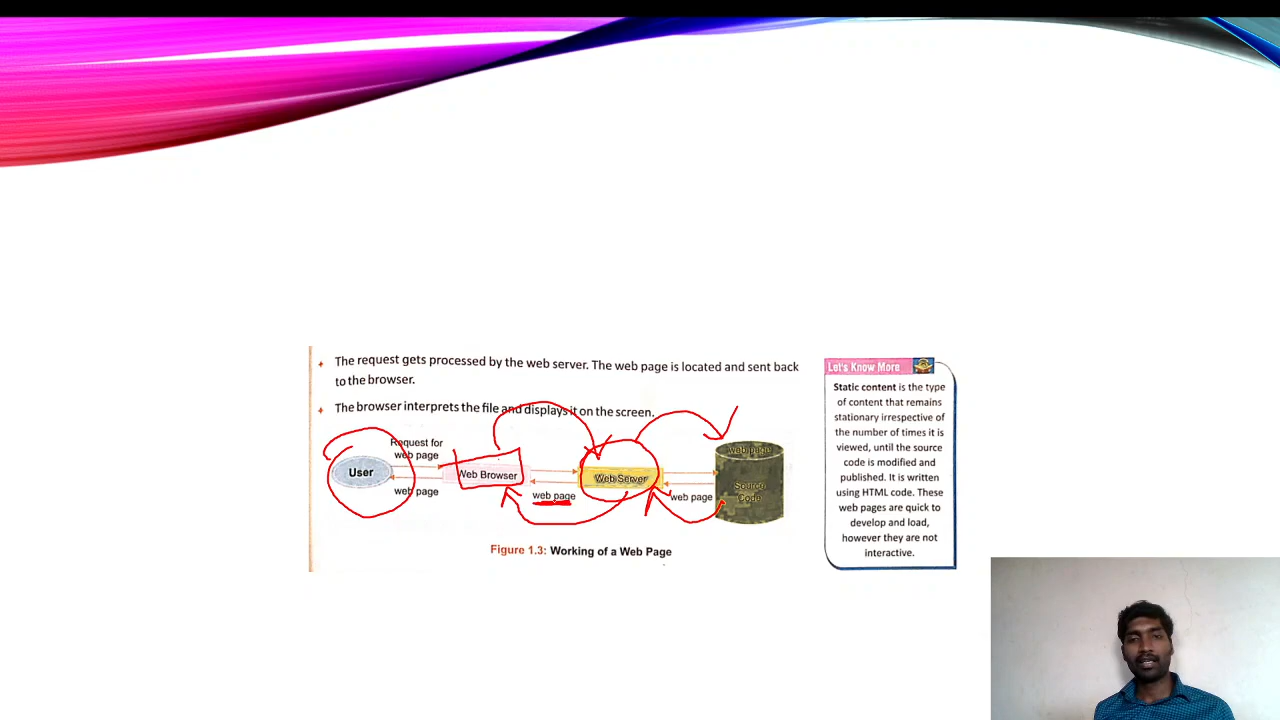 The request gets processed by the web server. The web page is located and sent back
to the browser.
The browser interprets the file and displays it on the screen.
Request for
web page
User
web page
Web Browser
web page
Web Server
web page
web page
Source
Code
Figure 1.3: Working of a Web Page
Let's Know More
Static content is the type
of content that remains
stationary irrespective of
the number of times it is
viewed, until the source
code is modified and
published. It is written
using HTML code. These
web pages are quick to
develop and load,
however they are not
interactive.